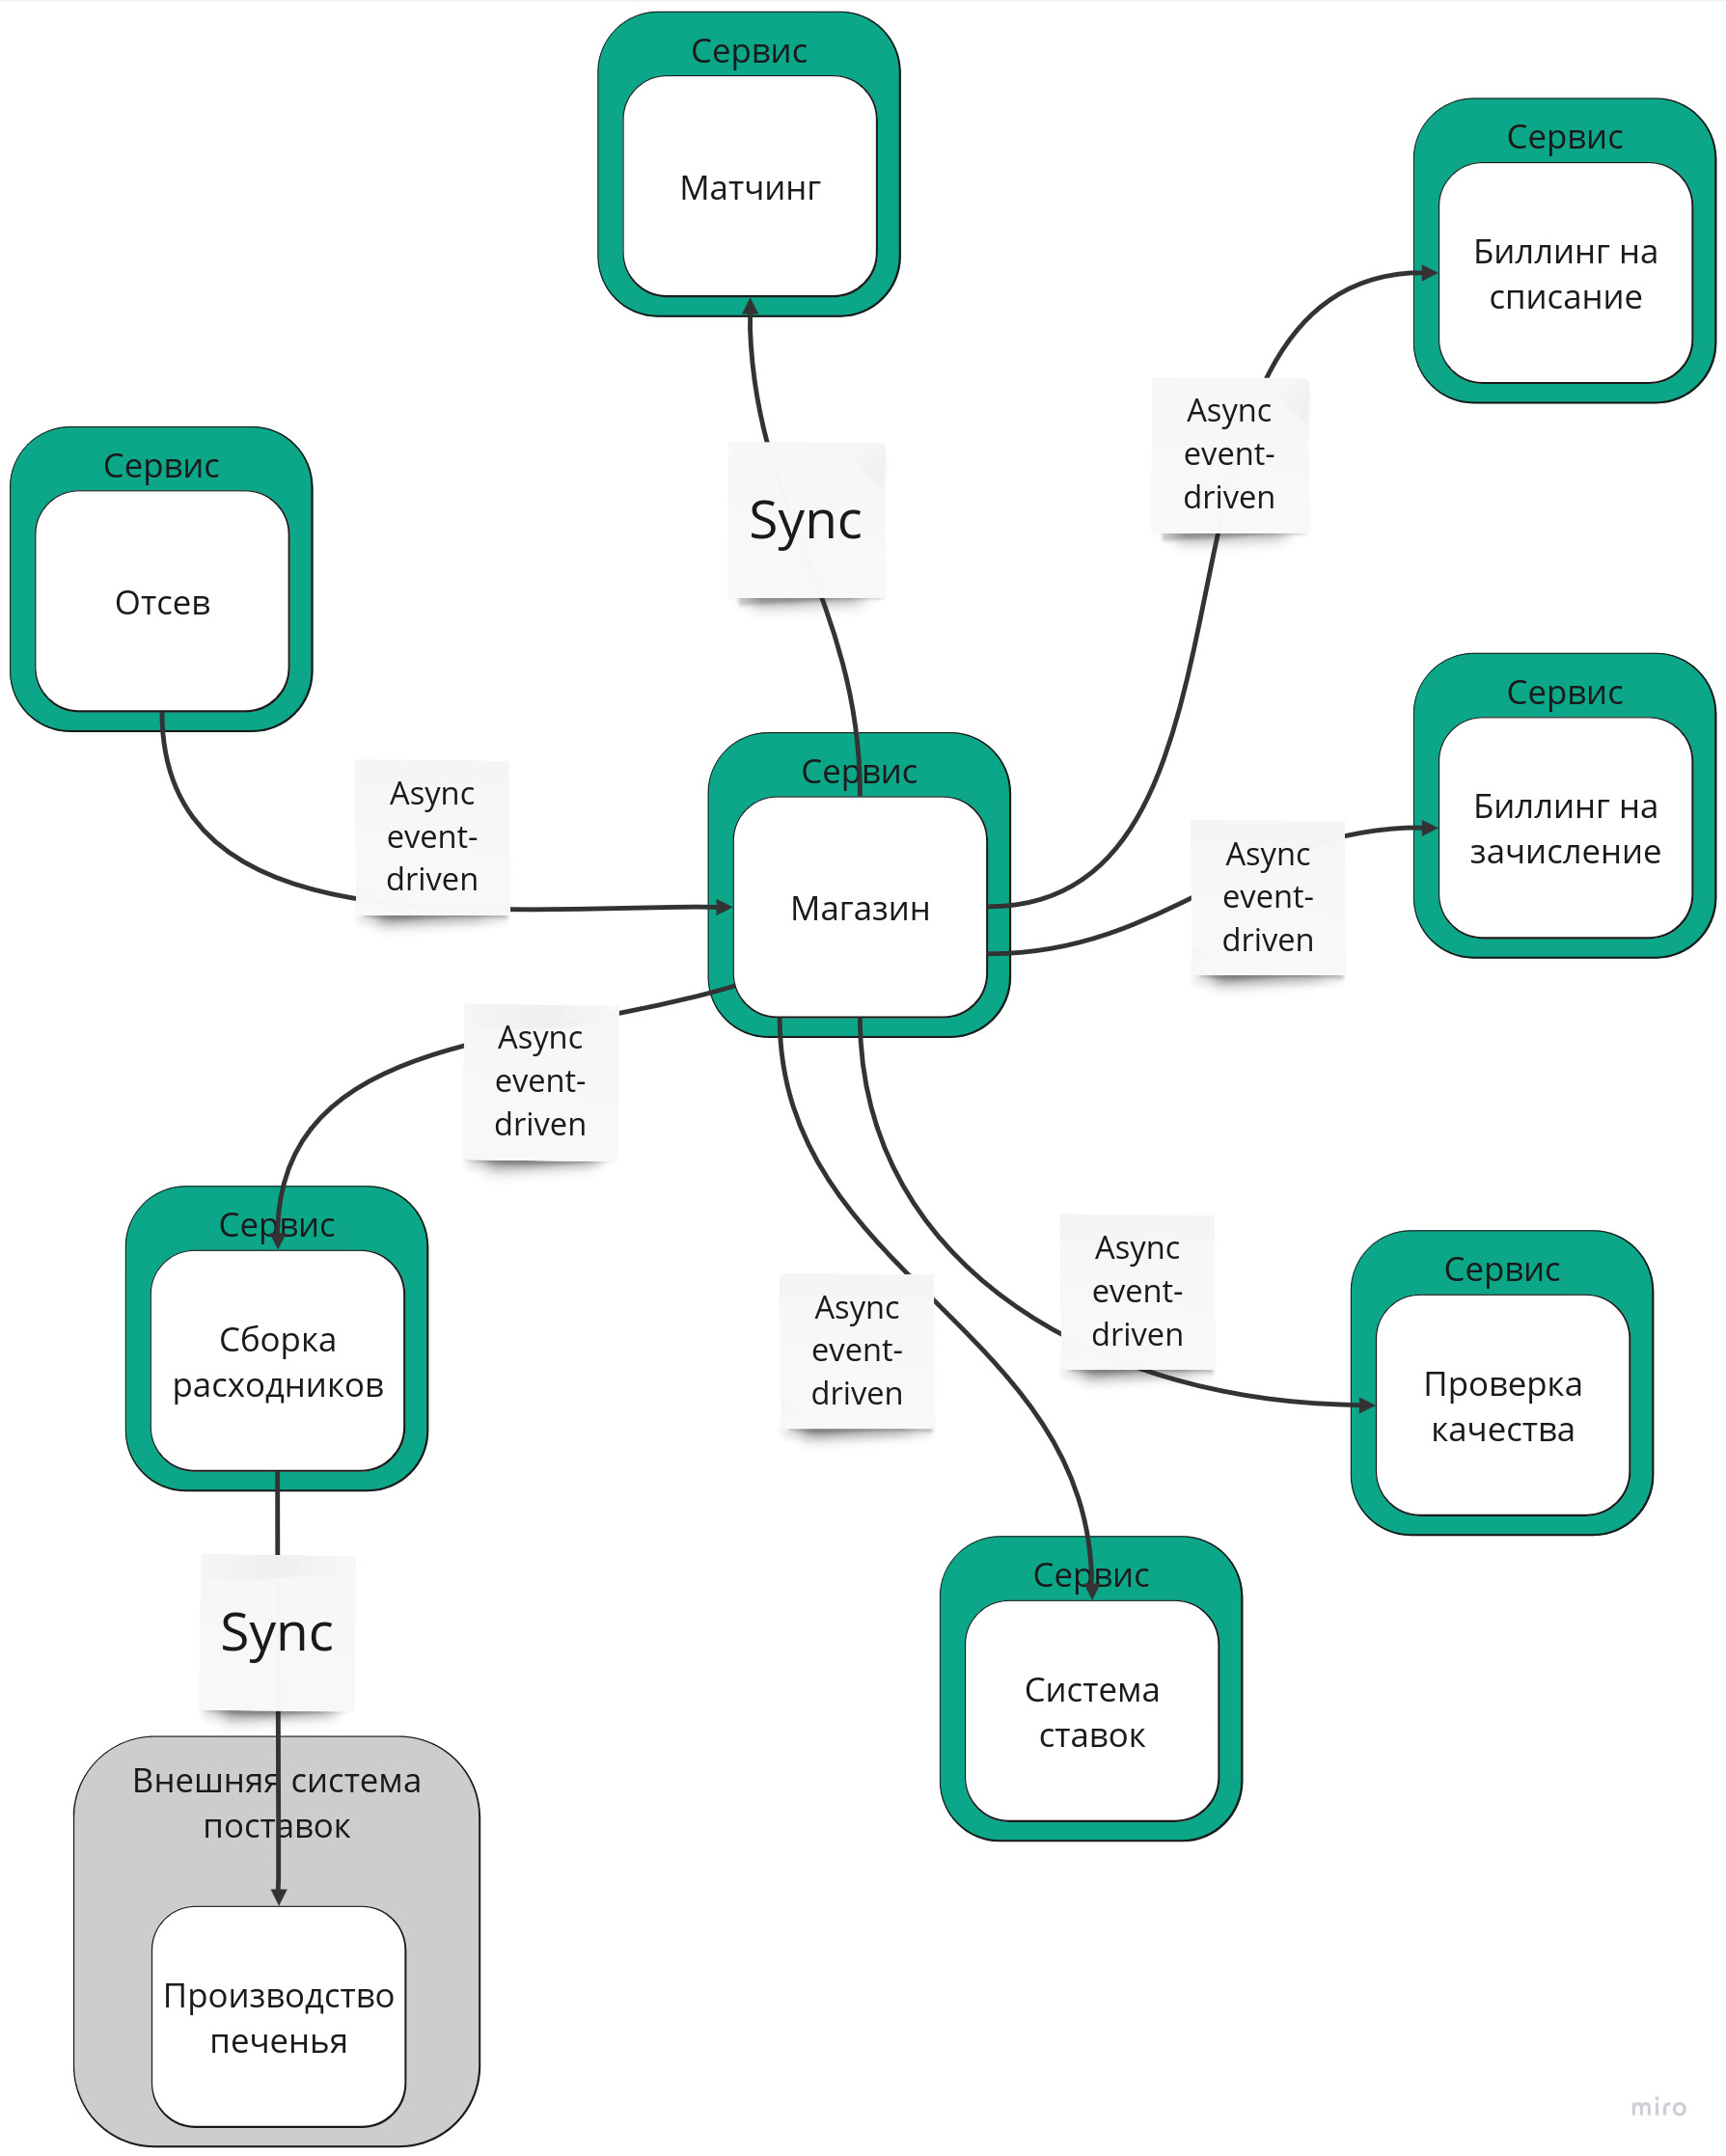 Сервис
Матчинг
Сервис
Биллинг на
списание
Async
event-
driven
Сервис
Отсев
Sync
Сервис
Биллинг на
зачисление
Async
event-
driven
Сервис
Магазин
Async
event-
driven
Async
event-
driven
Сервис
Сборка
расходников
Async
event-
driven
Async
event-
driven
Сервис
Проверка
качества
Sync
Сервис
Система
ставок
Внешняя система
поставок
Производство
печенья
miro